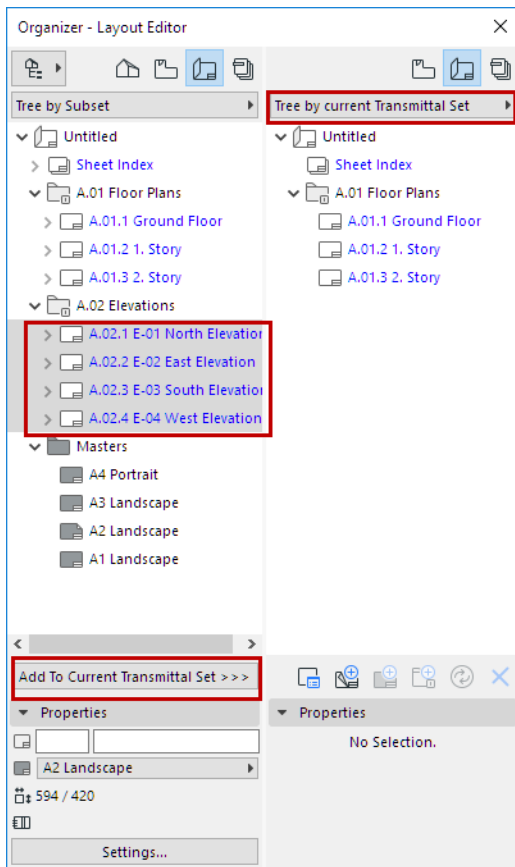 Organizer - Layout Editor
Tree by Subset
Untitled
Sheet Index
A.01 Floor Plans
A.01.1 Ground Floor
A.01.2 1. Story
A.01.3 2. Story
A.02 Elevations
A.02.1 E-01 North Elevation
A.02.2 E-02 East Elevation
A.02.3 E-03 South Elevation
A.02.4 E-04 West Elevation
Masters
A4 Portrait
A3 Landscape
A2 Landscape
A1 Landscape
Add To Current Transmittal Set >>>
Properties
A2 Landscape
594 / 420
Settings...
Tree by current Transmittal Set
Untitled
Sheet Index
A.01 Floor Plans
A.01.1 Ground Floor
A.01.2 1. Story
A.01.3 2. Story
Properties
No Selection.